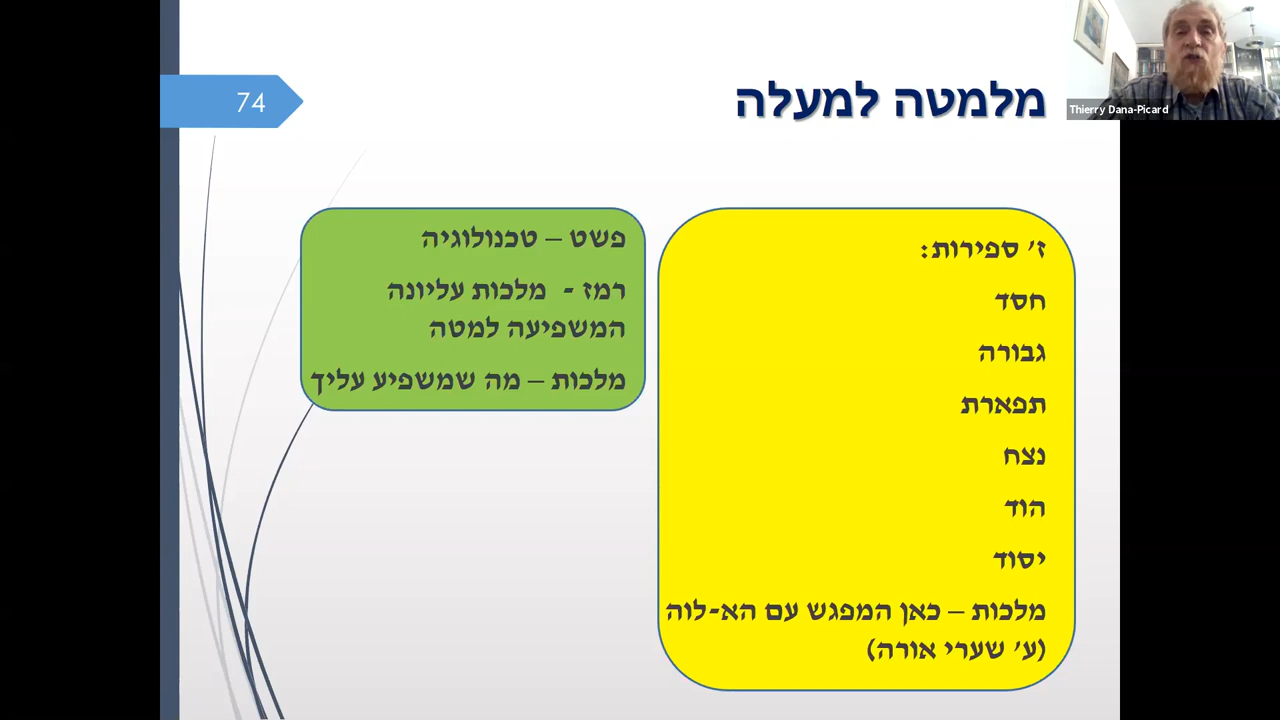 74
מלמטה למעלה
Thierry Dana-Picard
ז' ספירות:
חסד
גבורה
תפארת
נצח
הוד
יסוד
מלכות – כאן המפגש עם הא-לוה
(ע' שערי אורה)
פשט – טכנולוגיה
רמז - מלכות עליונה
המשפיעה למטה
מלכות – מה שמשפיע עליך